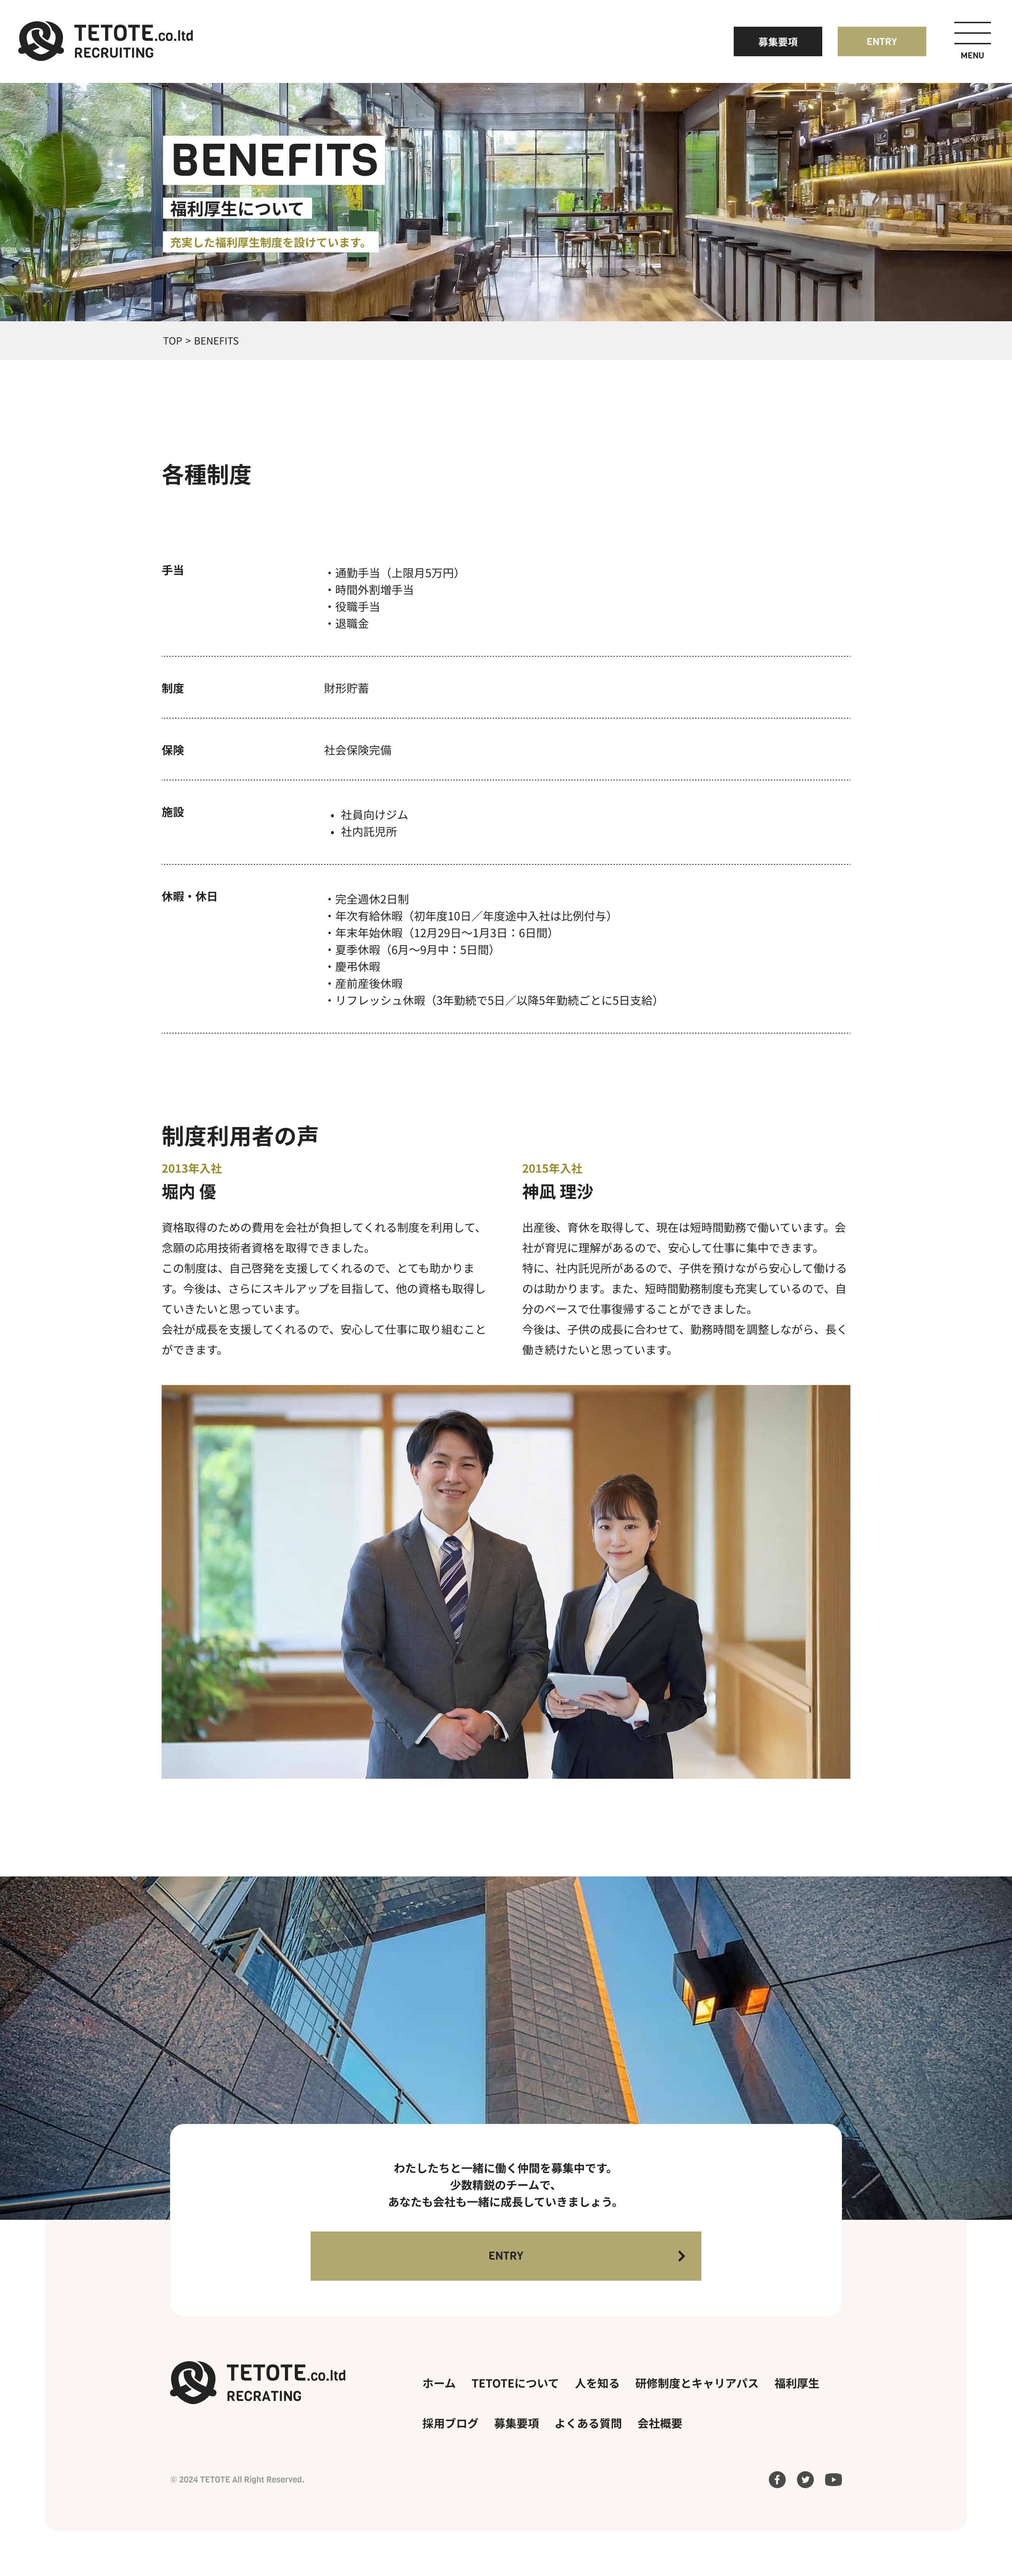 TETOTE.co.ltd
RECRUITING
募集要項
ENTRY
MENU
BENEFITS
福利厚生について
充実した福利厚生制度を設けています。
TOP > BENEFITS
各種制度
手当
・通勤手当（上限月5万円）
・時間外割増手当
・役職手当
・退職金
制度
財形貯蓄
保険
社会保険完備
施設
• 社員向けジム
• 社内託児所
休暇・休日
・完全週休2日制
・年次有給休暇（初年度10日／年度途中入社は比例付与）
・年末年始休暇（12月29日〜1月3日：6日間）
・夏季休暇（6月〜9月中：5日間）
・慶弔休暇
・産前産後休暇
・リフレッシュ休暇（3年勤続で5日／以降5年勤続ごとに5日支給）
制度利用者の声
2013年入社
堀内 優
資格取得のための費用を会社が負担してくれる制度を利用して、
念願の応用技術者資格を取得できました。
この制度は、自己啓発を支援してくれるので、とても助かりま
す。今後は、さらにスキルアップを目指して、他の資格も取得し
ていきたいと思っています。
会社が成長を支援してくれるので、安心して仕事に取り組むこと
ができます。
2015年入社
神凪 理沙
出産後、育休を取得して、現在は短時間勤務で働いています。会
社が育児に理解があるので、安心して仕事に集中できます。
特に、社内託児所があるので、子供を預けながら安心して働ける
のは助かります。また、短時間勤務制度も充実しているので、自
分のペースで仕事復帰することができました。
今後は、子供の成長に合わせて、勤務時間を調整しながら、長く
働き続けたいと思っています。
わたしたちと一緒に働く仲間を募集中です。
少数精鋭のチームで、
あなたも会社も一緒に成長していきましょう。
ENTRY
TETOTE.co.ltd
RECRATING
ホーム TETOTEについて 人を知る 研修制度とキャリアパス 福利厚生
採用ブログ 募集要項 よくある質問 会社概要
© 2024 TETOTE All Right Reserved.